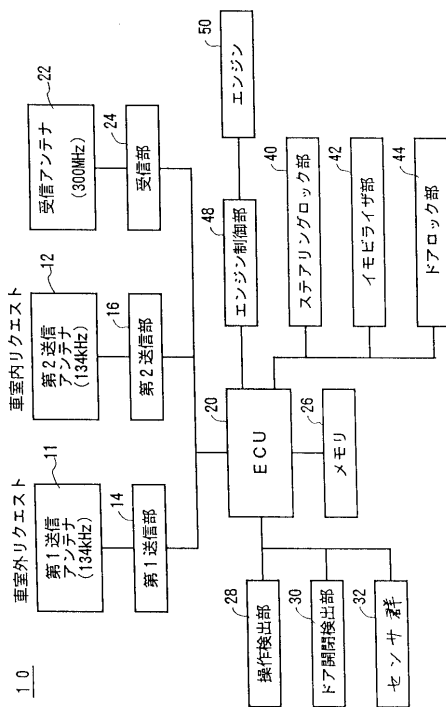 10
車室外リクエスト
11
第1送信
アンテナ
(134kHz)
14
第1送信部
車室内リクエスト
12
第2送信
アンテナ
(134kHz)
16
第2送信部
22
受信アンテナ
(300MHz)
24
受信部
20
ECU
26
メモリ
28
操作検出部
30
ドア開閉検出部
32
センサ群
48
エンジン制御部
50
エンジン
40
ステアリングロック部
42
イモビライザ部
44
ドアロック部